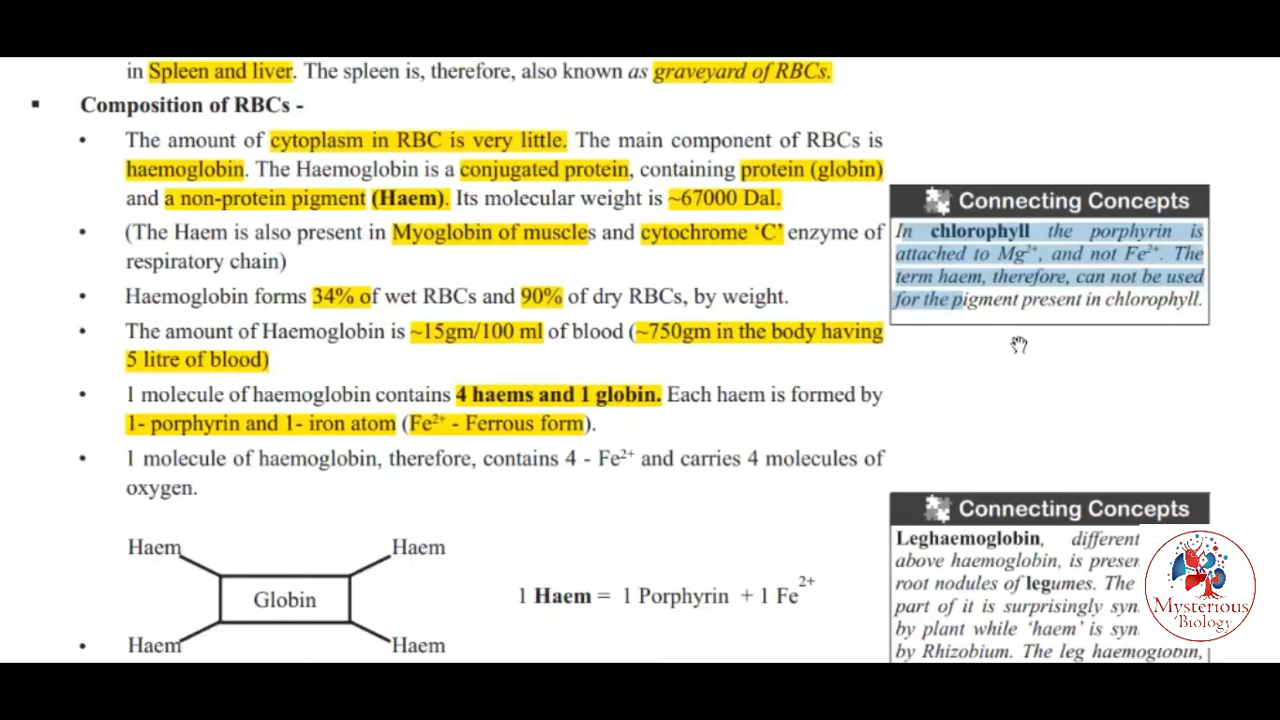 in Spleen and liver. The spleen is, therefore, also known as graveyard of RBCs.
▪ Composition of RBCs -
• The amount of cytoplasm in RBC is very little. The main component of RBCs is
haemoglobin. The Haemoglobin is a conjugated protein, containing protein (globin)
and a non-protein pigment (Haem). Its molecular weight is ~67000 Dal.
• (The Haem is also present in Myoglobin of muscles and cytochrome ‘C’ enzyme of
respiratory chain)
• Haemoglobin forms 34% of wet RBCs and 90% of dry RBCs, by weight.
• The amount of Haemoglobin is ~15gm/100 ml of blood (~750gm in the body having
5 litre of blood)
• 1 molecule of haemoglobin contains 4 haems and 1 globin. Each haem is formed by
1- porphyrin and 1- iron atom (Fe²⁺ - Ferrous form).
• 1 molecule of haemoglobin, therefore, contains 4 - Fe²⁺ and carries 4 molecules of
oxygen.
Haem Haem
Globin
Haem Haem
1 Haem = 1 Porphyrin + 1 Fe²⁺
Connecting Concepts
In chlorophyll the porphyrin is
attached to Mg²⁺, and not Fe²⁺. The
term haem, therefore, can not be used
for the pigment present in chlorophyll.
Connecting Concepts
Leghaemoglobin, different
above haemoglobin, is
root nodules of legumes. The
part of it is surprisingly
by plant while ‘haem’ is
by Rhizobium. The leg haemoglobin,
Mysterious
Biology